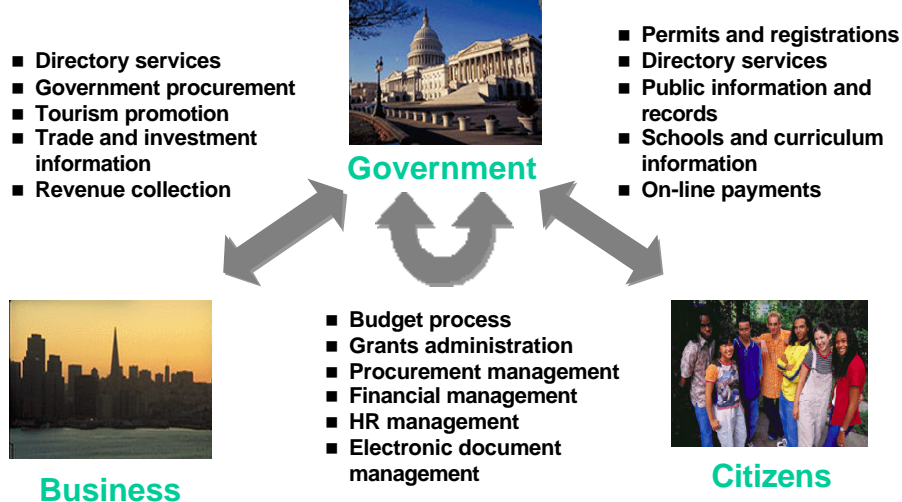 ■ Directory services
■ Government procurement
■ Tourism promotion
■ Trade and investment
information
■ Revenue collection
Government
■ Permits and registrations
■ Directory services
■ Public information and
records
■ Schools and curriculum
information
■ On-line payments
■ Budget process
■ Grants administration
■ Procurement management
■ Financial management
■ HR management
■ Electronic document
management
Business
Citizens